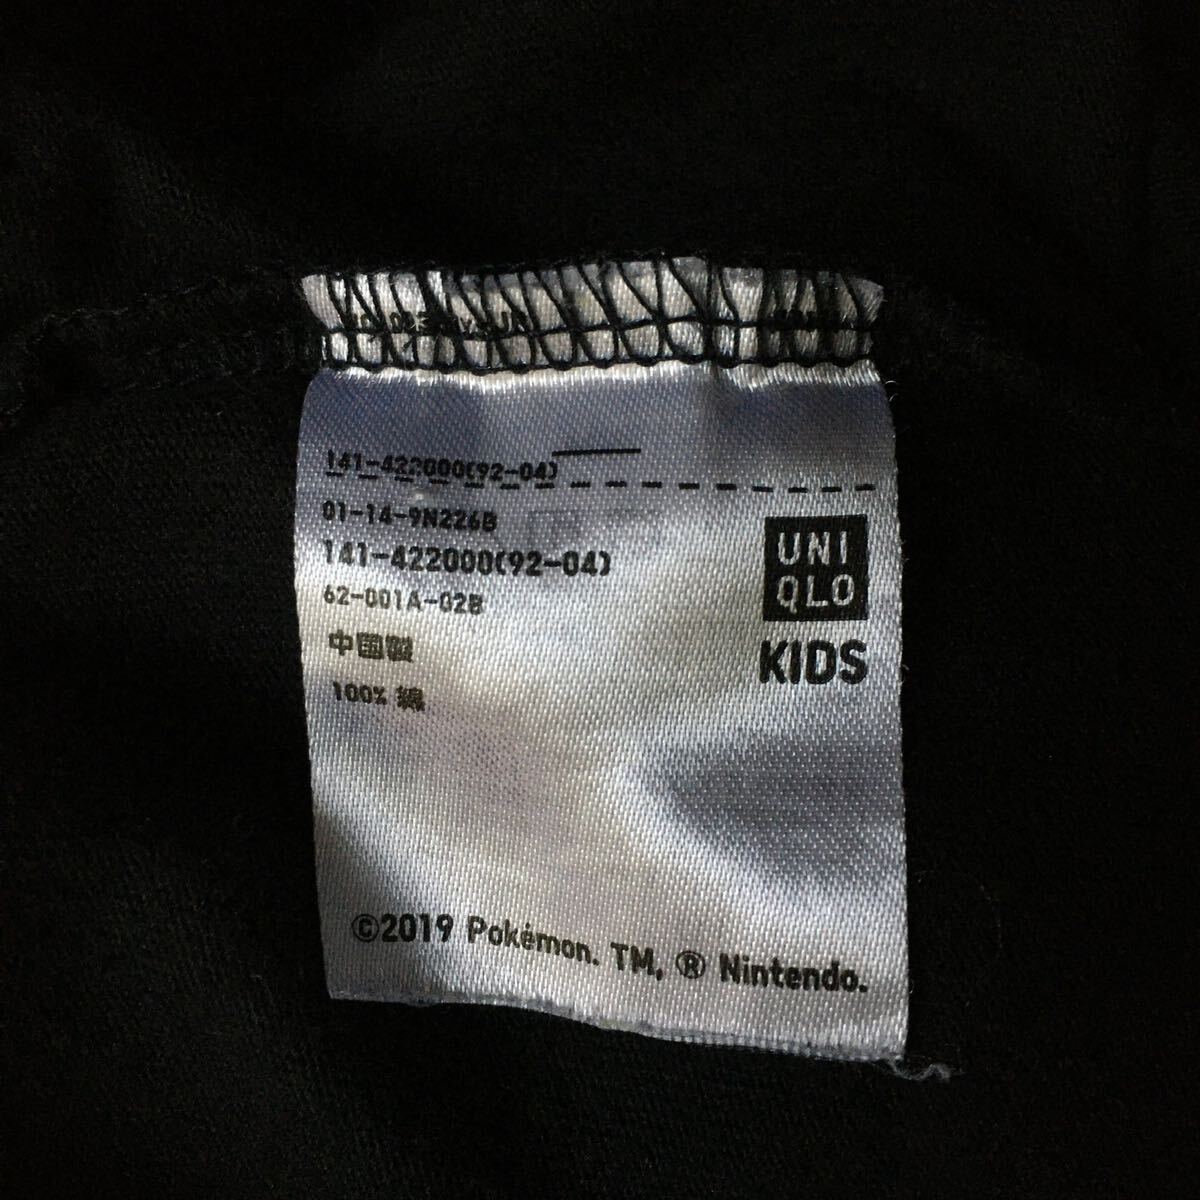 141-422000(92-04)
01-14-9N226B
141-422000(92-04)
62-001A-02B
中国製
100% 綿
UNI
QLO
KIDS
©2019 Pokémon. TM, ® Nintendo.